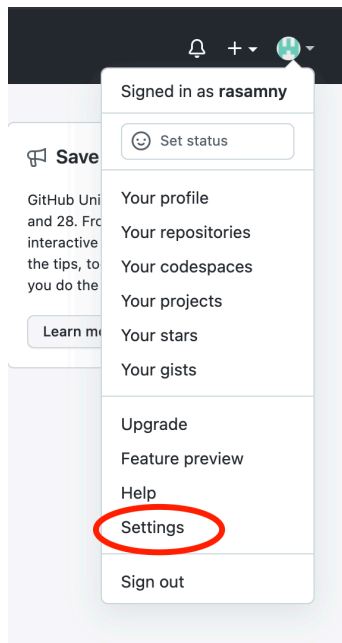 Signed in as rasamny
Set status
Save
GitHub Uni
and 28. Fro
interactive
the tips, to
you do the
Learn mo
Your profile
Your repositories
Your codespaces
Your projects
Your stars
Your gists
Upgrade
Feature preview
Help
Settings
Sign out